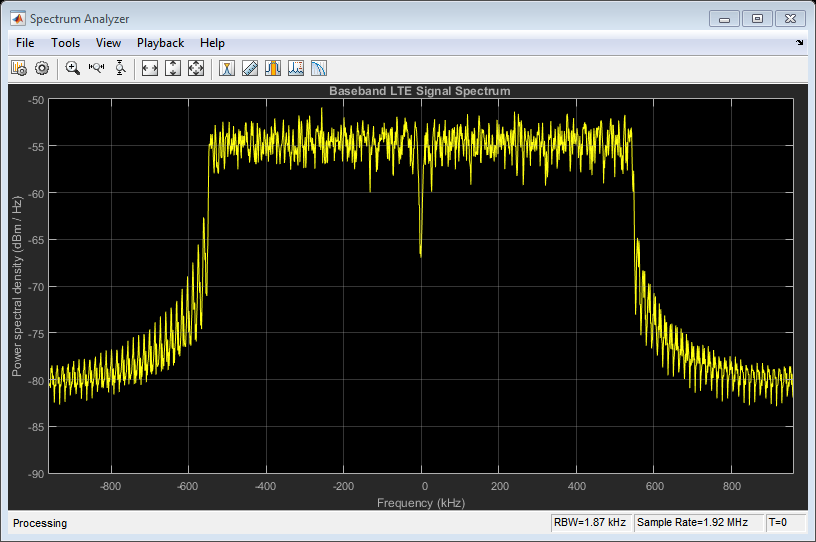 Spectrum Analyzer
File Tools View Playback Help
Baseband LTE Signal Spectrum
Power spectral density (dBm / Hz)
-50
-55
-60
-65
-70
-75
-80
-85
-90
-800 -600 -400 -200 0 200 400 600 800
Frequency (kHz)
Processing RBW=1.87 kHz Sample Rate=1.92 MHz T=0